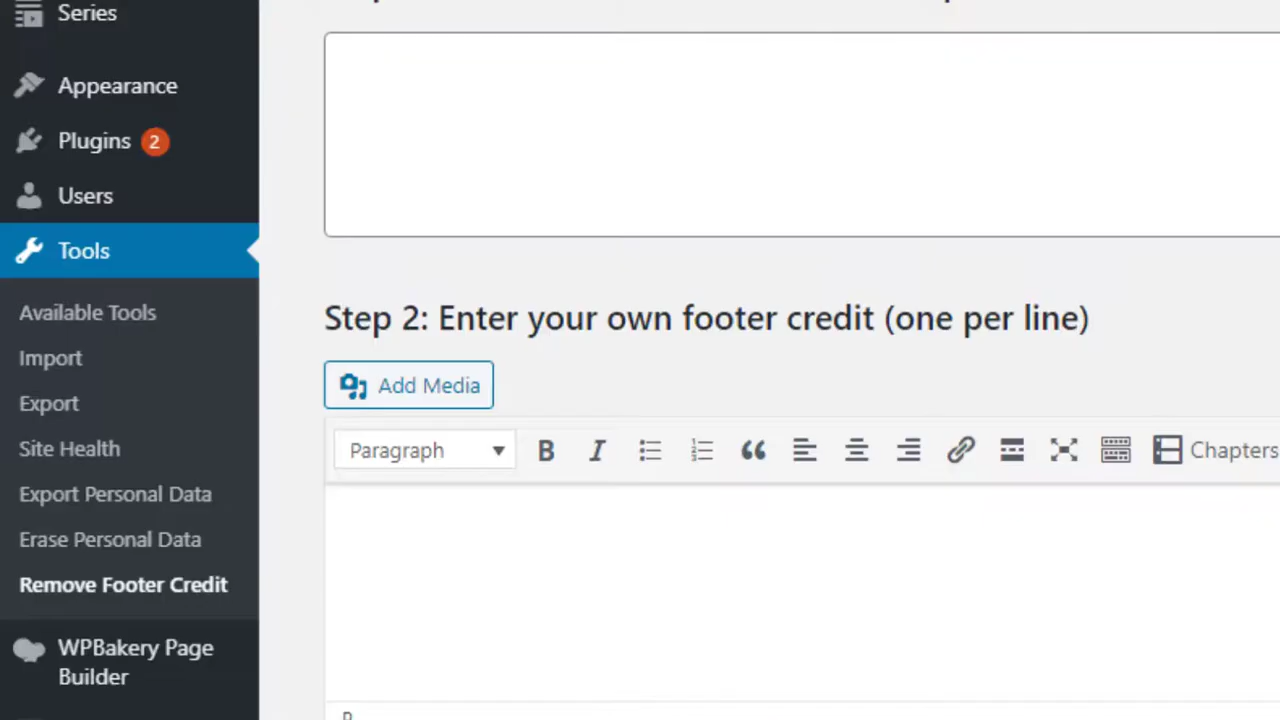 Series
Appearance
Plugins 2
Users
Tools
Available Tools
Import
Export
Site Health
Export Personal Data
Erase Personal Data
Remove Footer Credit
WPBakery Page
Builder
Step 2: Enter your own footer credit (one per line)
Add Media
Paragraph
Chapters